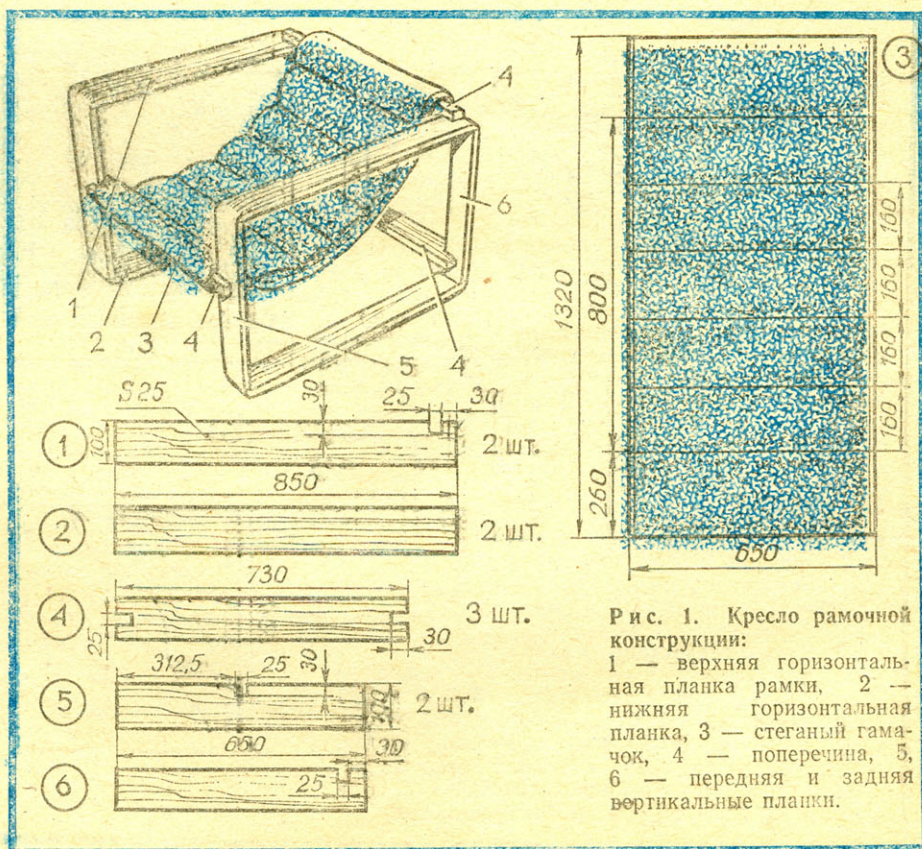 3
4
6
1
2
3
4
5
4
1320
800
160
160
160
160
260
650
1
S 25
100
30
25
30
2 шт.
850
2
2 шт.
730
4
25
3 шт.
30
312,5
25
30
5
100
2 шт.
650
30
6
25
Рис. 1. Кресло рамочной
конструкции:
1 — верхняя горизонталь-
ная планка рамки, 2 —
нижняя горизонтальная
планка, 3 — стеганый гама-
чок, 4 — поперечина, 5,
6 — передняя и задняя
вертикальные планки.